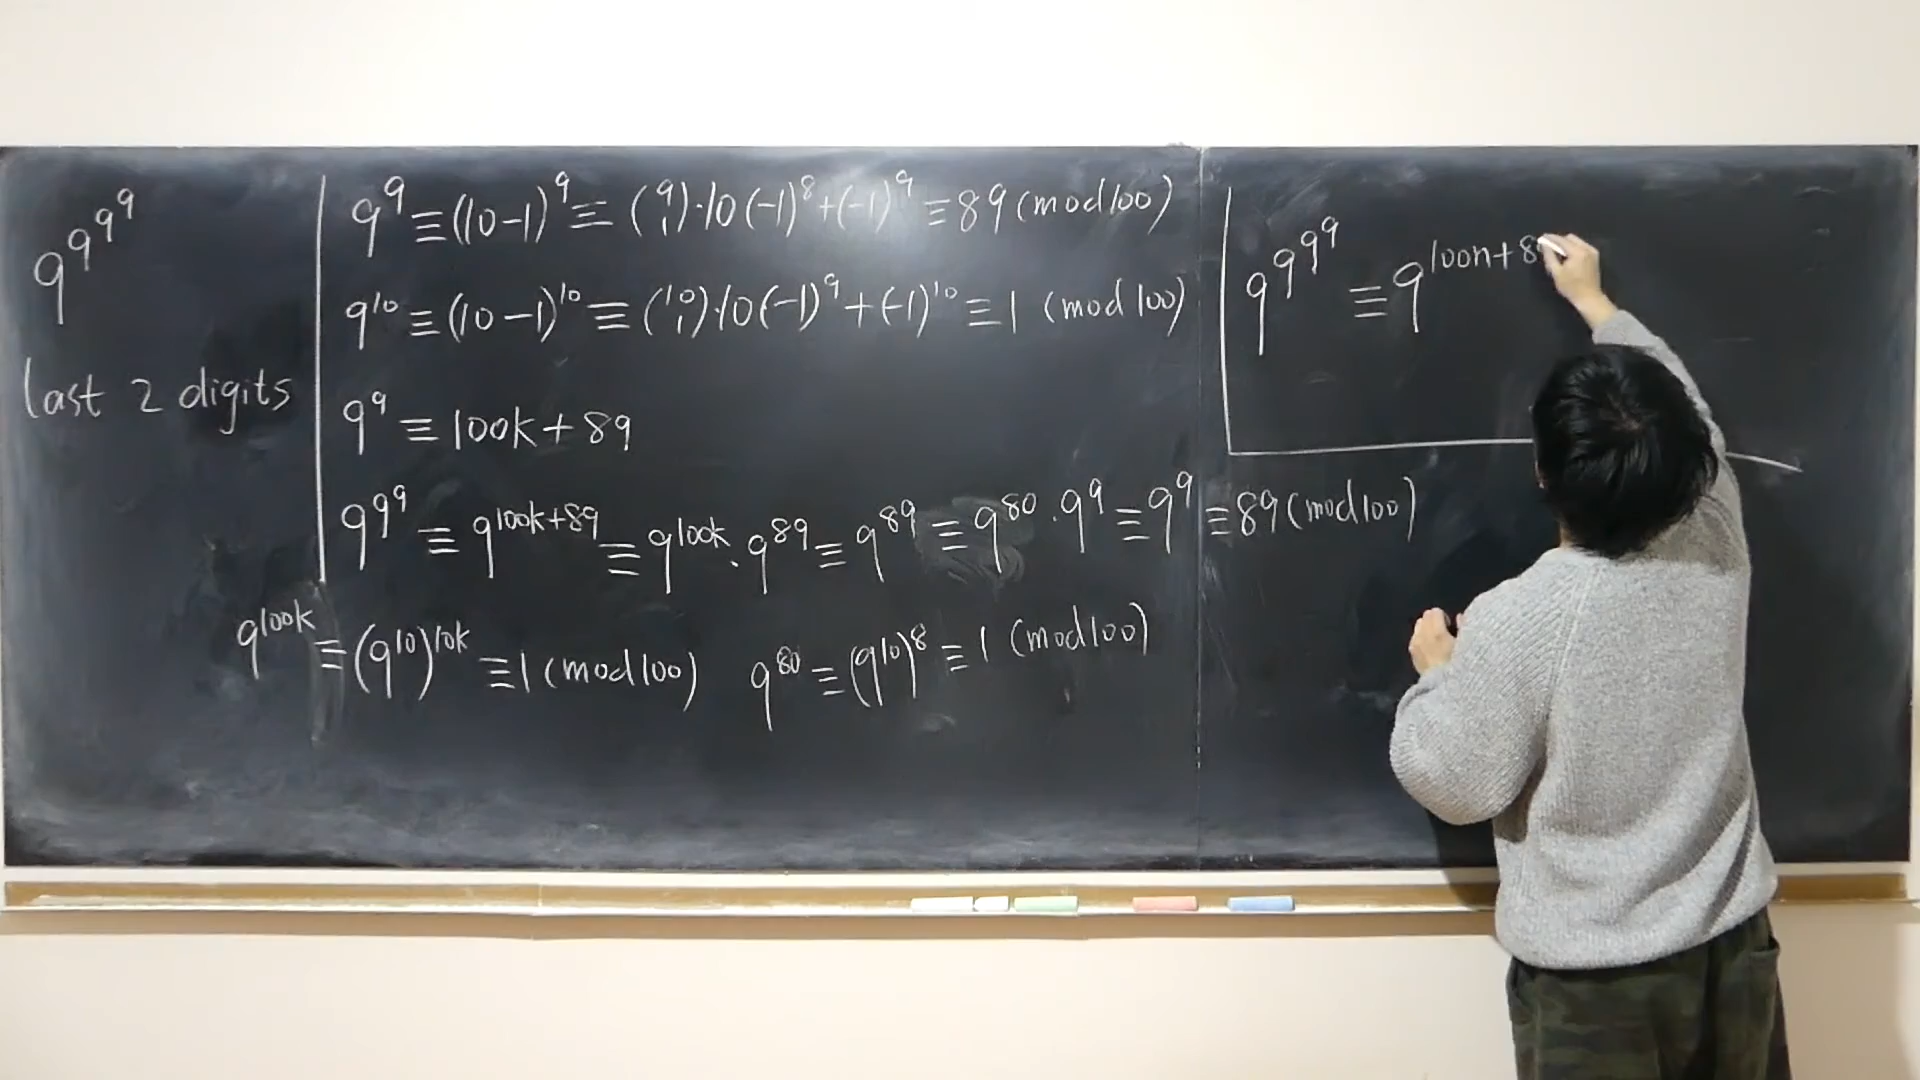 9^9^9^9
last 2 digits
9^9 ≡ (10-1)^9 ≡ (9 1)·10(-1)^8+(-1)^9 ≡ 89 (mod 100)
9^10 ≡ (10-1)^10 ≡ (10 1)·10(-1)^9+(-1)^10 ≡ 1 (mod 100)
9^9 ≡ 100k+89
9^9^9 ≡ 9^100k+89 ≡ 9^100k · 9^89 ≡ 9^89 ≡ 9^80 · 9^9 ≡ 9^9 ≡ 89 (mod 100)
9^100k ≡ (9^10)^10k ≡ 1 (mod 100)
9^80 ≡ (9^10)^8 ≡ 1 (mod 100)
9^9^9^9 ≡ 9^100n+8